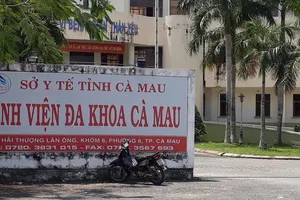 SỞ Y TẾ TỈNH CÀ MAU
NH VIỆN ĐA KHOA CÀ MAU
HẢI THƯỢNG LÃN ÔNG, KHÓM 6, PHƯỜNG 6, TP. CÀ MAU
0780. 3831 015 - FAX: 3567 693